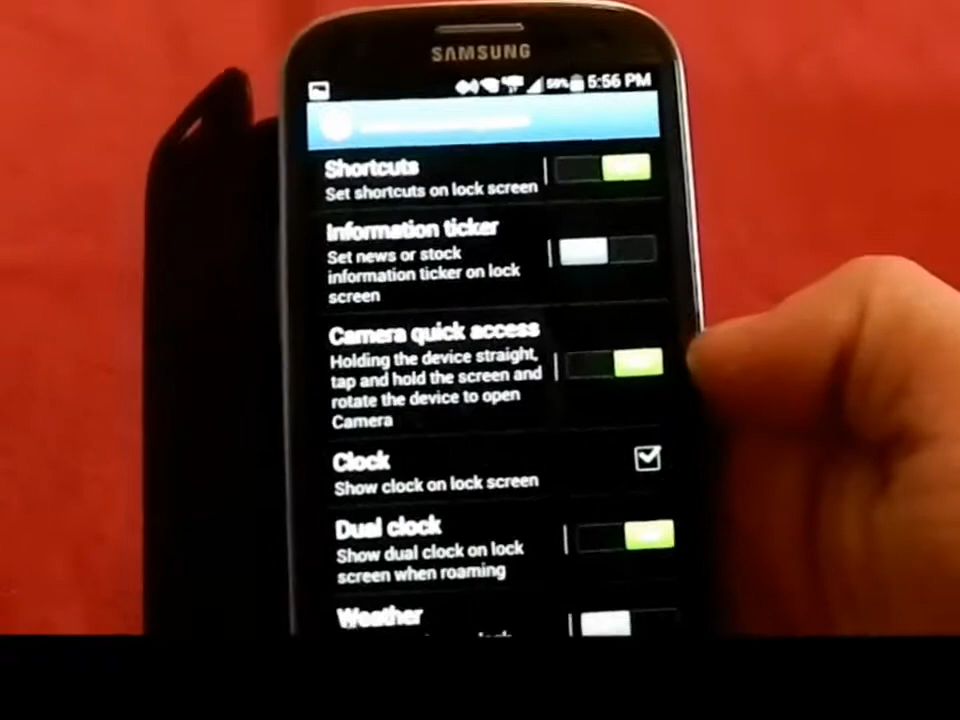 SAMSUNG
59% 5:56 PM
Shortcuts
Set shortcuts on lock screen
Information ticker
Set news or stock
information ticker on lock
screen
Camera quick access
Holding the device straight,
tap and hold the screen and
rotate the device to open
Camera
Clock
Show clock on lock screen
Dual clock
Show dual clock on lock
screen when roaming
Weather